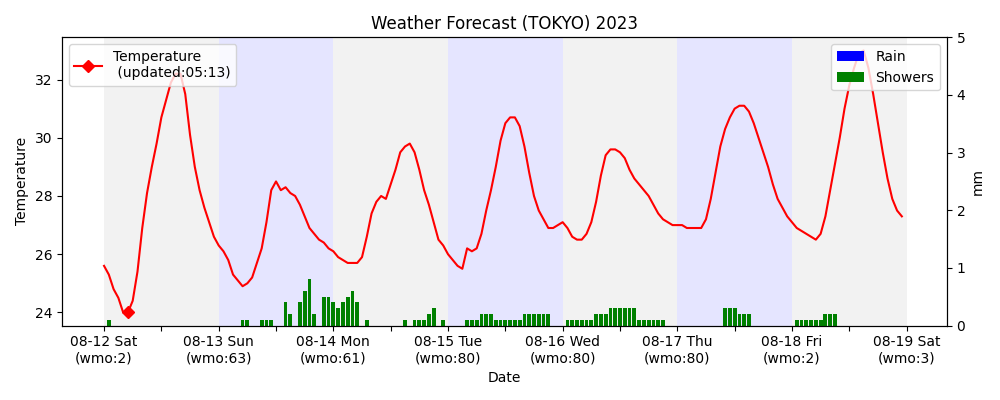 Weather Forecast (TOKYO) 2023
Temperature
(updated:05:13)
Rain
Showers
Temperature
32
30
28
26
24
5
4
3
2
1
0
mm
08-12 Sat
(wmo:2)
08-13 Sun
(wmo:63)
08-14 Mon
(wmo:61)
08-15 Tue
(wmo:80)
08-16 Wed
(wmo:80)
08-17 Thu
(wmo:80)
08-18 Fri
(wmo:2)
08-19 Sat
(wmo:3)
Date